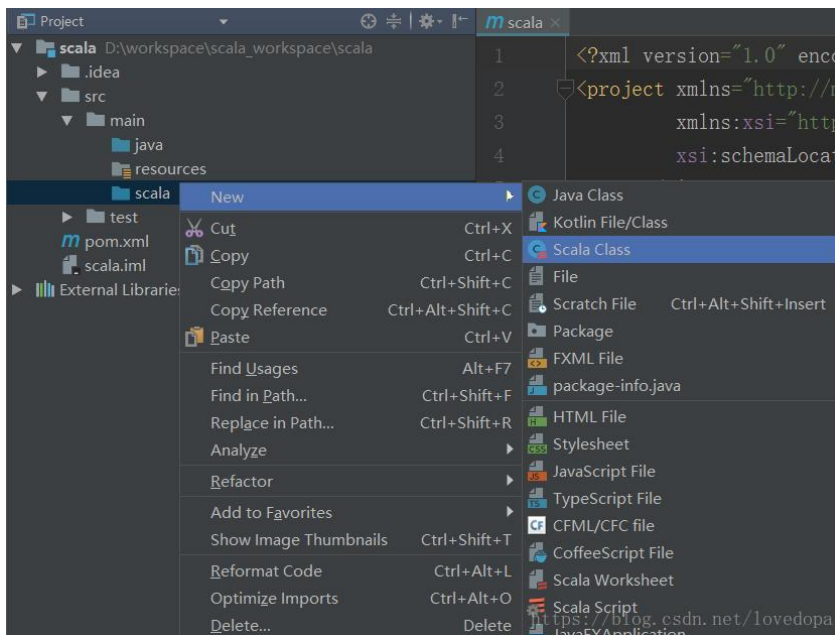 Project
m scala ×
scala D:\workspace\scala_workspace\scala
.idea
src
main
java
resources
scala
test
m pom.xml
scala.iml
External Libraries
1 <?xml version="1.0" enco
2 <project xmlns="http://
3 xmlns:xsi="http
4 xsi:schemaLocat
New
Cut Ctrl+X
Copy Ctrl+C
Copy Path Ctrl+Shift+C
Copy Reference Ctrl+Alt+Shift+C
Paste Ctrl+V
Find Usages Alt+F7
Find in Path... Ctrl+Shift+F
Replace in Path... Ctrl+Shift+R
Analyze
Refactor
Add to Favorites
Show Image Thumbnails Ctrl+Shift+T
Reformat Code Ctrl+Alt+L
Optimize Imports Ctrl+Alt+O
Delete... Delete
Java Class
Kotlin File/Class
Scala Class
File
Scratch File Ctrl+Alt+Shift+Insert
Package
FXML File
package-info.java
HTML File
Stylesheet
JavaScript File
TypeScript File
CFML/CFC file
CoffeeScript File
Scala Worksheet
Scala Script
JavaFXApplication
https://blog.csdn.net/lovedopa